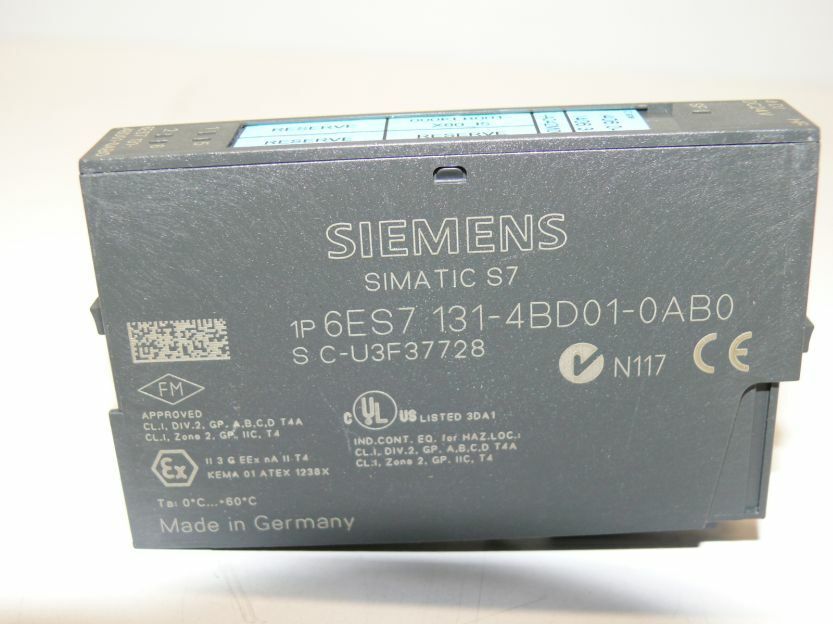 RESERVE
RESERVE
SIEMENS
SIMATIC S7
1P 6ES7 131-4BD01-0AB0
S C-U3F37728
N117 CE
FM
APPROVED
CL.I, DIV.2, GP. A,B,C,D T4A
CL.I, Zone 2, GP. IIC, T4
C UL US LISTED 3DA1
IND.CONT. EQ. for HAZ.LOC.:
CL.I, DIV.2, GP. A,B,C,D T4A
CL.I, Zone 2, GP. IIC, T4
Ex II 3 G EEx nA II T4
KEMA 01 ATEX 1238X
Ta: 0°C...+60°C
Made in Germany